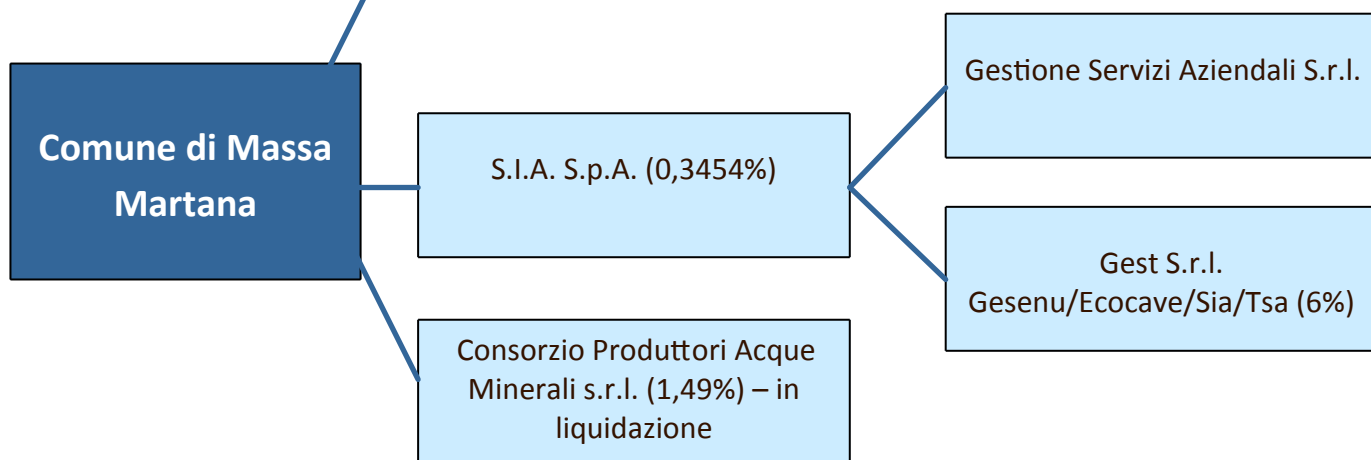 Comune di Massa
Martana
S.I.A. S.p.A. (0,3454%)
Consorzio Produttori Acque
Minerali s.r.l. (1,49%) – in
liquidazione
Gestione Servizi Aziendali S.r.l.
Gest S.r.l.
Gesenu/Ecocave/Sia/Tsa (6%)